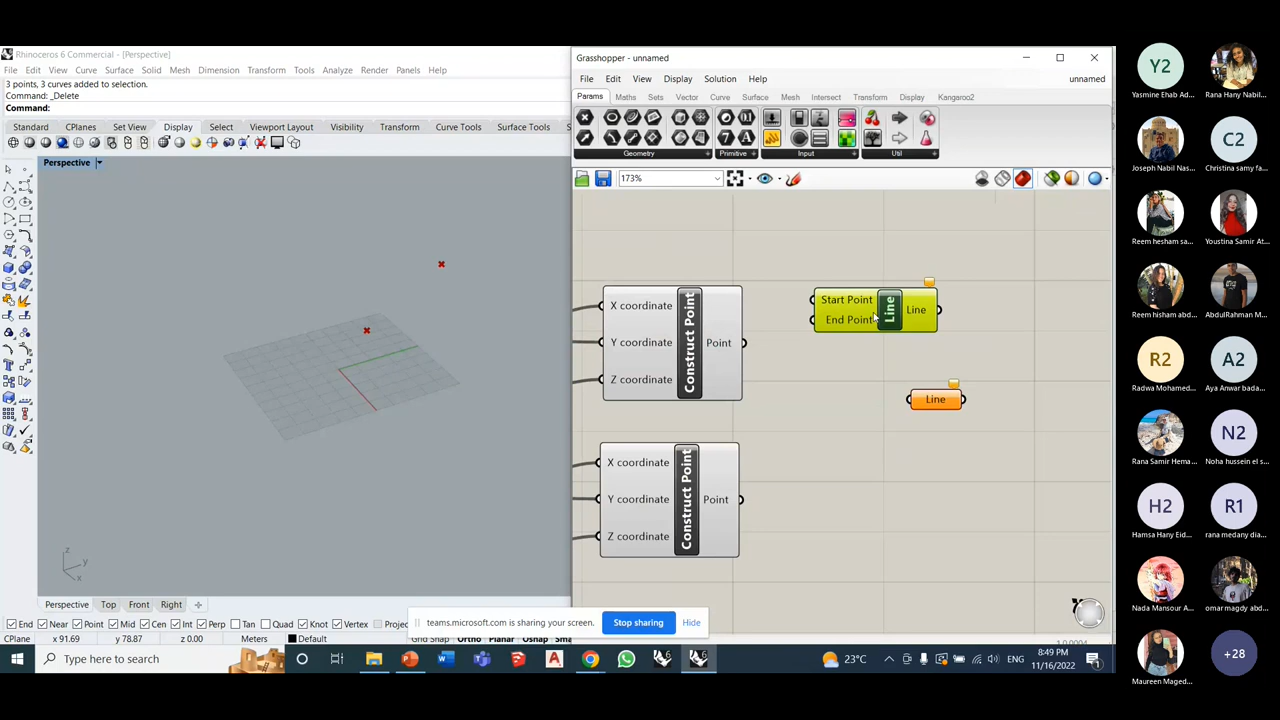 Rhinoceros 6 Commercial - [Perspective]
File Edit View Curve Surface Solid Mesh Dimension Transform Tools Analyze Render Panels Help
3 points, 3 curves added to selection.
Command: _Delete
Command:
Standard CPlanes Set View Display Select Viewport Layout Visibility Transform Curve Tools Surface Tools
Perspective
z
y
x
Perspective Top Front Right
End Near Point Mid Cen Int Perp Tan Quad Knot Vertex Projec
CPlane x 91.69 y 78.87 z 0.00 Meters Default Grid Snap Ortho Planar Osnap
Grasshopper - unnamed
File Edit View Display Solution Help unnamed
Params Maths Sets Vector Curve Surface Mesh Intersect Transform Display Kangaroo2
Geometry Primitive Input Util
173%
X coordinate
Y coordinate
Z coordinate
Construct Point
Point
Start Point
End Point
Line
Line
Line
X coordinate
Y coordinate
Z coordinate
Construct Point
Point
1.0.0004
teams.microsoft.com is sharing your screen. Stop sharing Hide
Type here to search
23°C ENG
8:49 PM
11/16/2022
Y2
Yasmine Ehab Ad...
Rana Hany Nabil...
Joseph Nabil Nas...
C2
Christina samy fa...
Reem hesham sa...
Youstina Samir At...
Reem hisham abd...
AbdulRahman M...
R2
Radwa Mohamed...
A2
Aya Anwar bada...
Rana Samir Hema...
N2
Noha hussein el s...
H2
Hamsa Hany Eid...
R1
rana medany dia...
Nada Mansour A...
omar magdy abd...
Maureen Maged...
+28